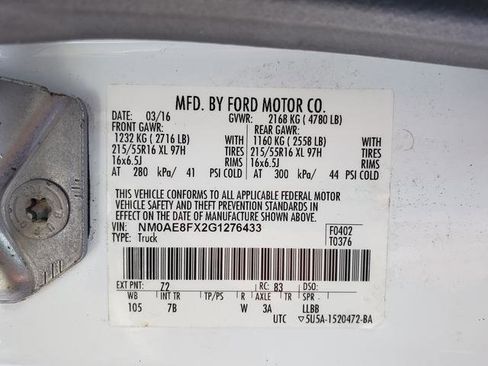 MFD. BY FORD MOTOR CO.
DATE: 03/16 GVWR: 2168 KG ( 4780 LB)
FRONT GAWR: REAR GAWR:
1232 KG ( 2716 LB) WITH 1160 KG ( 2558 LB) WITH
215/55R16 XL 97H TIRES 215/55R16 XL 97H TIRES
16x6.5J RIMS 16x6.5J RIMS
AT 280 kPa/ 41 PSI COLD AT 300 kPa/ 44 PSI COLD
THIS VEHICLE CONFORMS TO ALL APPLICABLE FEDERAL MOTOR
VEHICLE SAFETY AND THEFT PREVENTION STANDARDS IN
EFFECT ON THE DATE OF MANUFACTURE SHOWN ABOVE.
VIN: NM0AE8FX2G1276433 F0402
TYPE: Truck T0376
EXT PNT: Z2 RC: 83 DSO:
WB INT TR TP/PS R AXLE TR SPR
105 7B W 3A LLBB
UTC 5U5A-1520472-BA